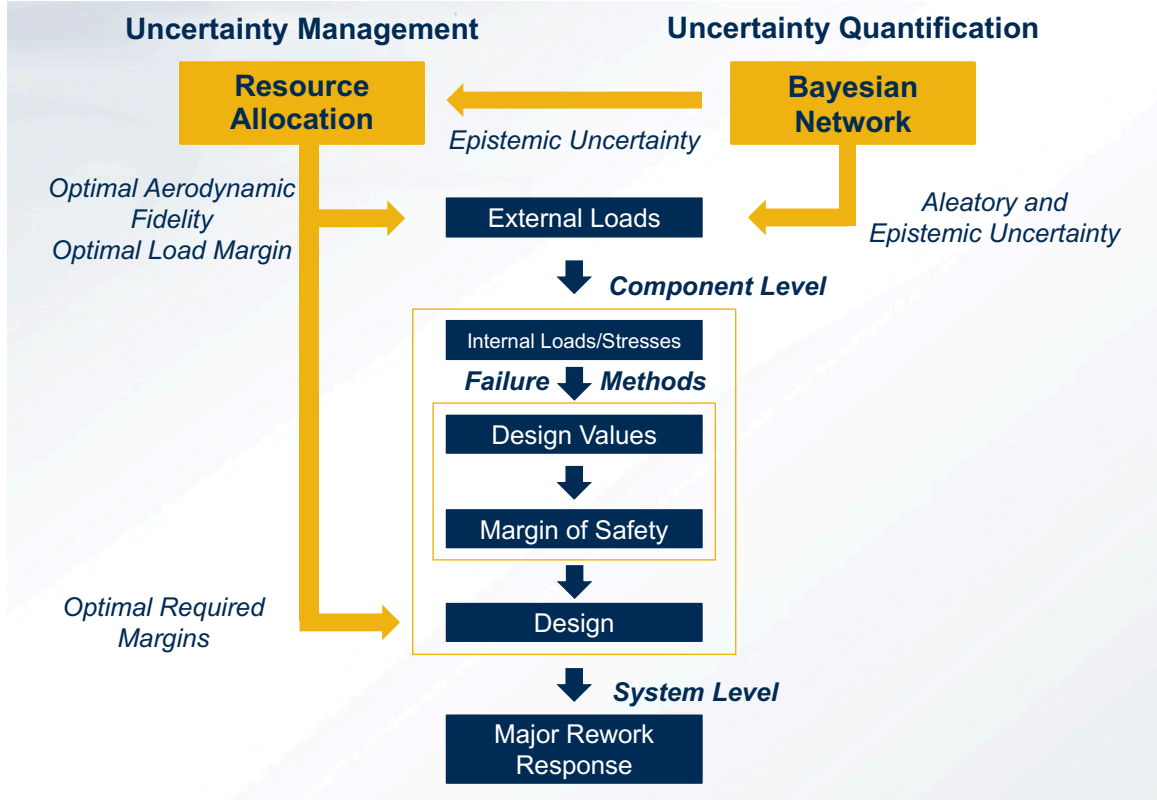 Uncertainty Management
Uncertainty Quantification
Resource
Allocation
Bayesian
Network
Epistemic Uncertainty
Optimal Aerodynamic
Fidelity
Optimal Load Margin
External Loads
Aleatory and
Epistemic Uncertainty
Component Level
Internal Loads/Stresses
Failure Methods
Design Values
Margin of Safety
Optimal Required
Margins
Design
System Level
Major Rework
Response